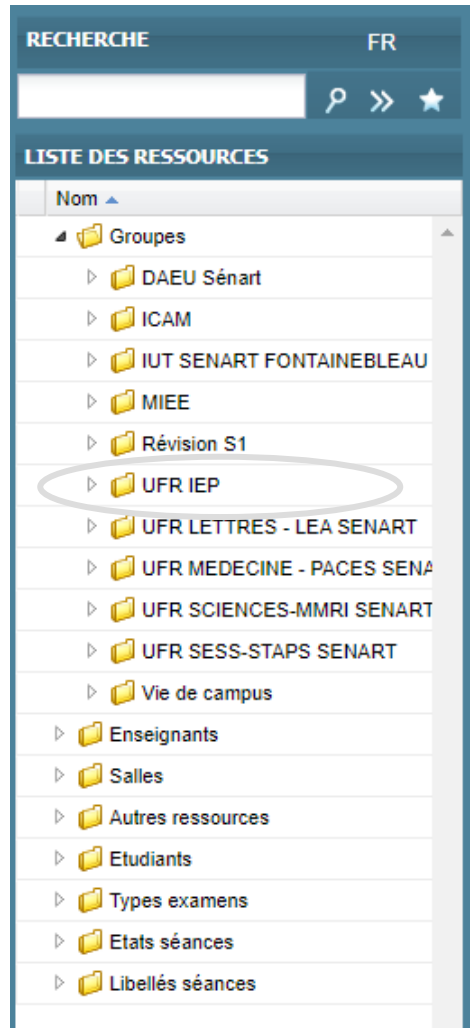 RECHERCHE FR
LISTE DES RESSOURCES
Nom
Groupes
DAEU Sénart
ICAM
IUT SENART FONTAINEBLEAU
MIEE
Révision S1
UFR IEP
UFR LETTRES - LEA SENART
UFR MEDECINE - PACES SENA
UFR SCIENCES-MMRI SENART
UFR SESS-STAPS SENART
Vie de campus
Enseignants
Salles
Autres ressources
Etudiants
Types examens
Etats séances
Libellés séances